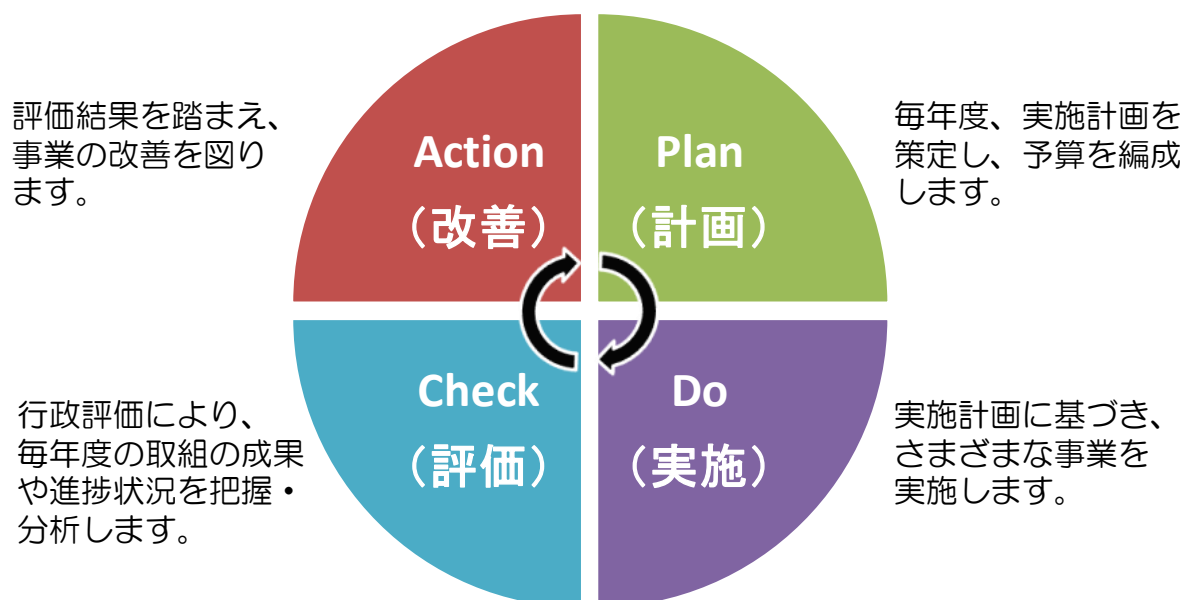 評価結果を踏まえ、
事業の改善を図り
ます。
Action
（改善）
Plan
（計画）
毎年度、実施計画を
策定し、予算を編成
します。
行政評価により、
毎年度の取組の成果
や進捗状況を把握・
分析します。
Check
（評価）
Do
（実施）
実施計画に基づき、
さまざまな事業を
実施します。